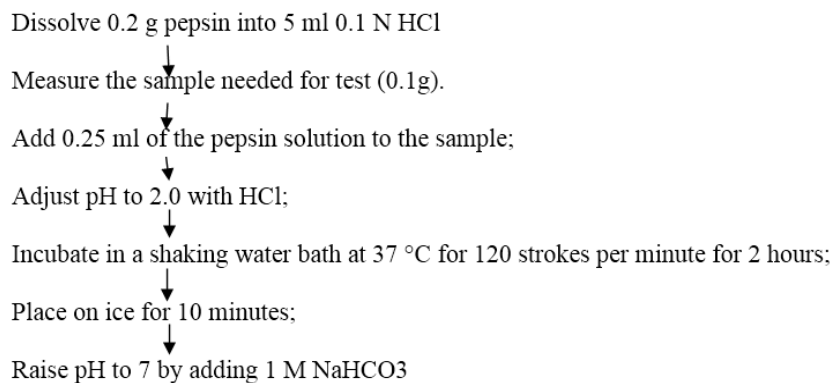 Dissolve 0.2 g pepsin into 5 ml 0.1 N HCl
Measure the sample needed for test (0.1g).
Add 0.25 ml of the pepsin solution to the sample;
Adjust pH to 2.0 with HCl;
Incubate in a shaking water bath at 37 °C for 120 strokes per minute for 2 hours;
Place on ice for 10 minutes;
Raise pH to 7 by adding 1 M NaHCO3